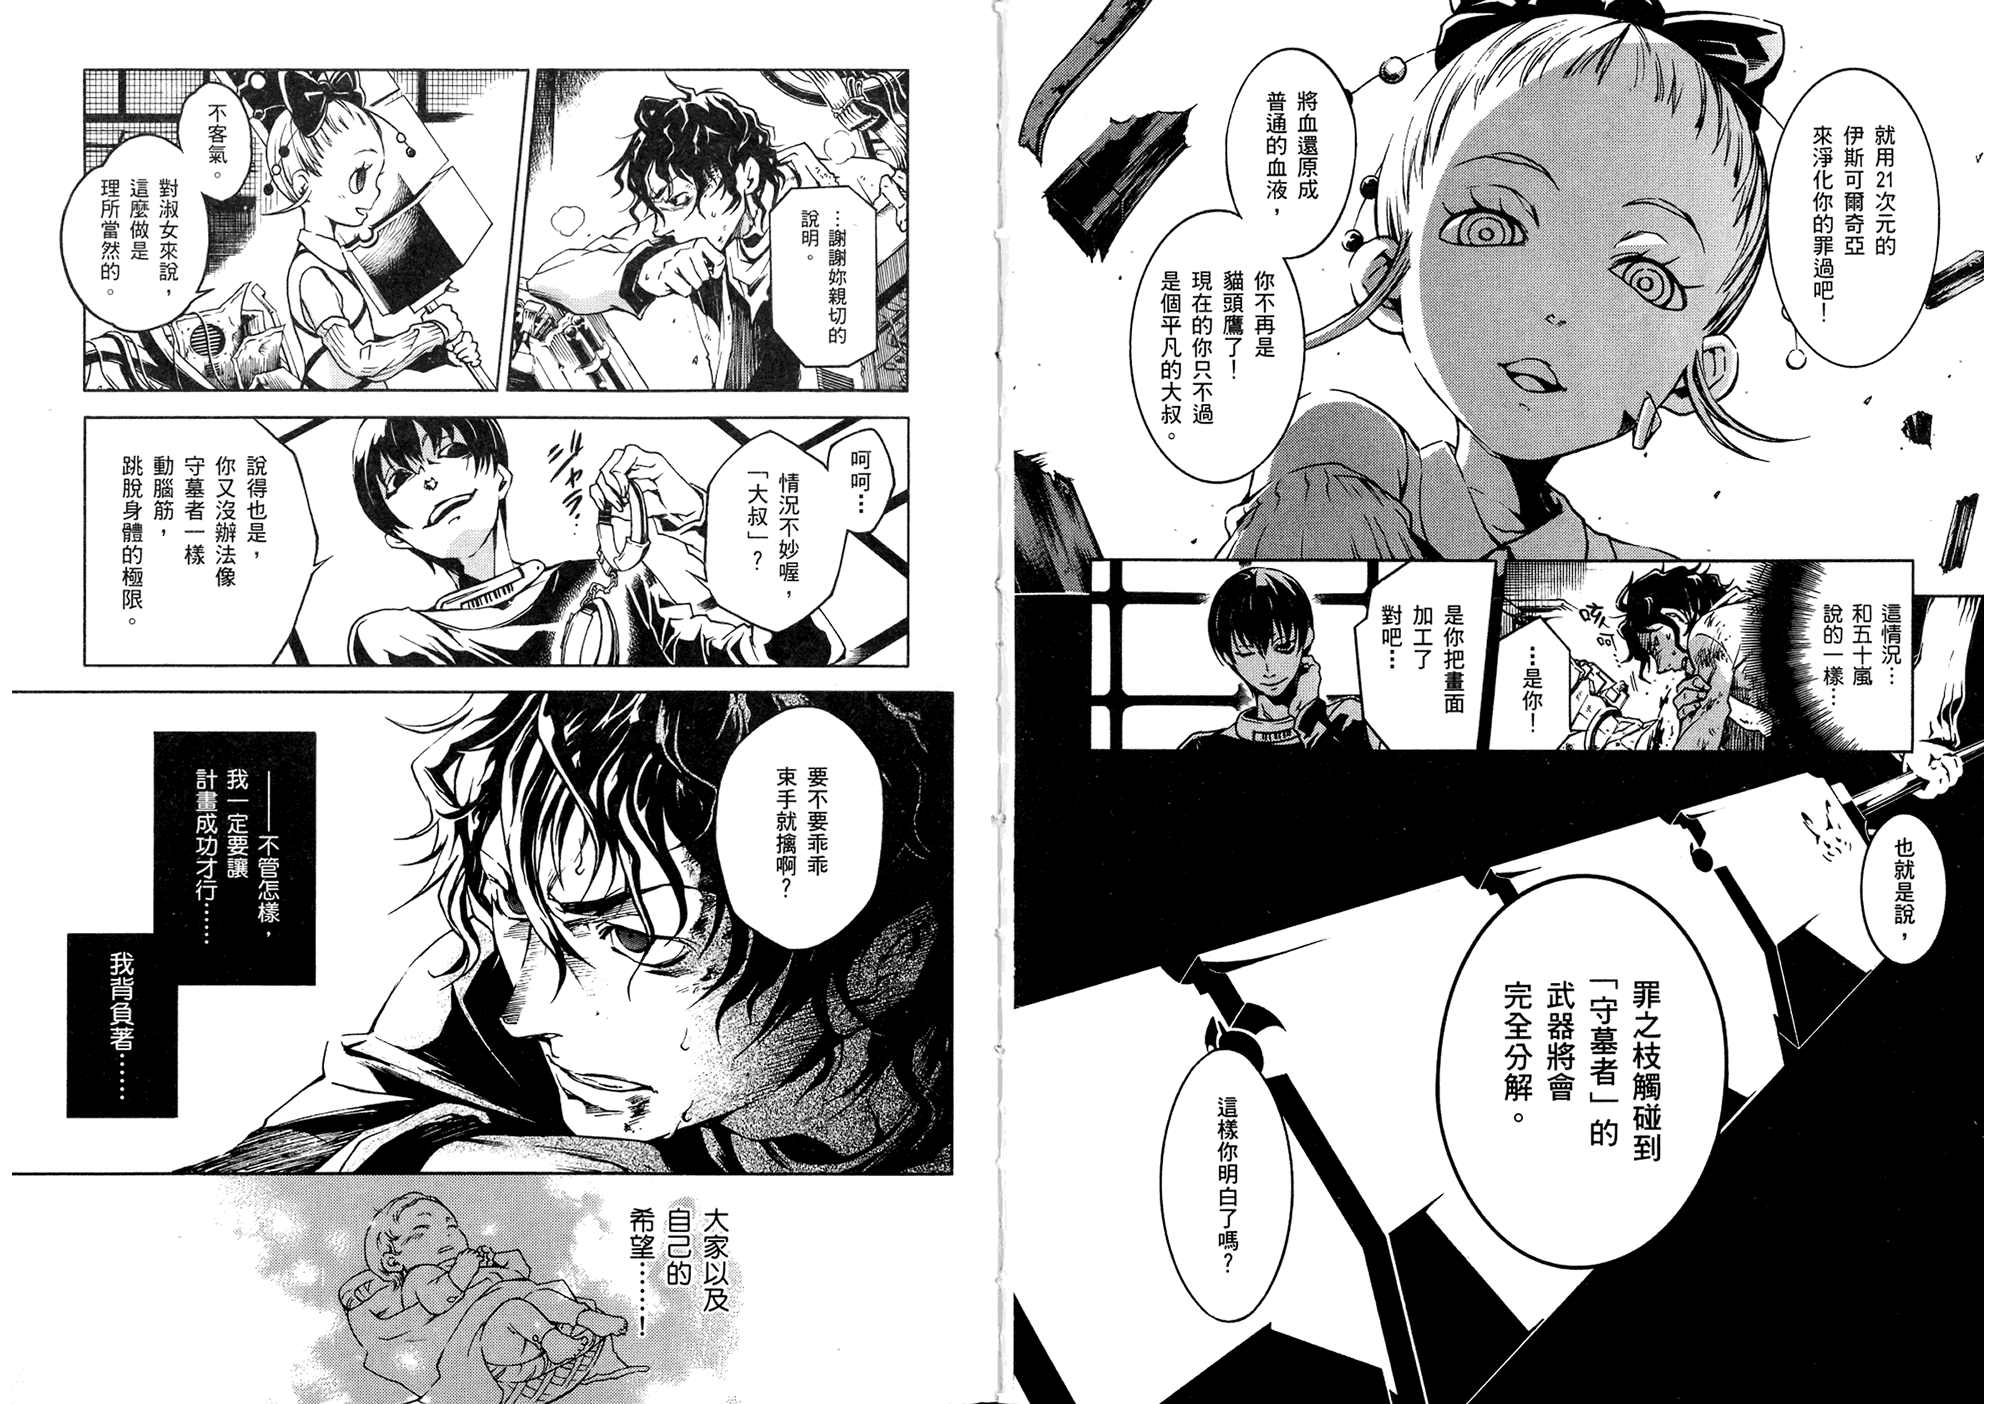 就用21次元的
伊斯可爾奇亞
來淨化你的罪過吧！
將血還原成
普通的血液，
你不再是
貓頭鷹了！
現在的你只不過
是個平凡的大叔。
這情況…
和五十嵐
說的一樣…
…是你！
是你把畫面
加工了
對吧…
也就是說，
罪之枝觸碰到
「守墓者」的
武器將會
完全分解。
這樣你明白了嗎？
…謝謝妳親切的
說明。
不客氣。
對淑女來說，
這麼做是
理所當然的。
呵呵…
情況不妙喔，
「大叔」？
ジャラ…
說得也是，
你又沒辦法像
守墓者一樣
動腦筋，
跳脫身體的極限。
要不要乖乖
束手就擒啊？
——不管怎樣，
我一定要讓
計畫成功才行……
我背負著……
大家以及
自己的
希望……！